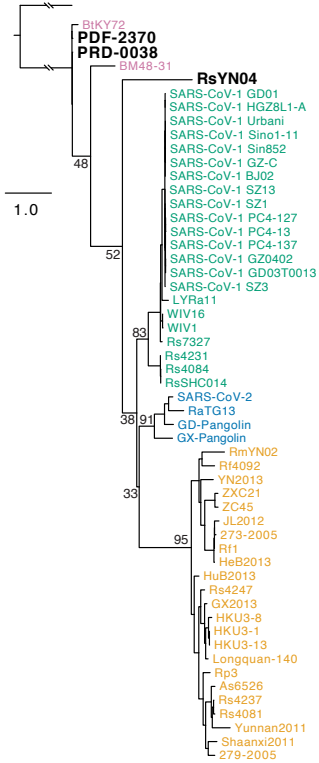 BtKY72
PDF-2370
PRD-0038
BM48-31
RsYN04
SARS-CoV-1 GD01
SARS-CoV-1 HGZ8L1-A
SARS-CoV-1 Urbani
SARS-CoV-1 Sino1-11
SARS-CoV-1 Sin852
SARS-CoV-1 GZ-C
SARS-CoV-1 BJ02
SARS-CoV-1 SZ13
SARS-CoV-1 SZ1
SARS-CoV-1 PC4-127
SARS-CoV-1 PC4-13
SARS-CoV-1 PC4-137
SARS-CoV-1 GZ0402
SARS-CoV-1 GD03T0013
SARS-CoV-1 SZ3
LYRa11
WIV16
WIV1
Rs7327
Rs4231
Rs4084
RsSHC014
SARS-CoV-2
RaTG13
GD-Pangolin
GX-Pangolin
RmYN02
Rf4092
YN2013
ZXC21
ZC45
JL2012
273-2005
Rf1
HeB2013
HuB2013
Rs4247
GX2013
HKU3-8
HKU3-1
HKU3-13
Longquan-140
Rp3
As6526
Rs4237
Rs4081
Yunnan2011
Shaanxi2011
279-2005
48
1.0
52
83
38
91
33
95